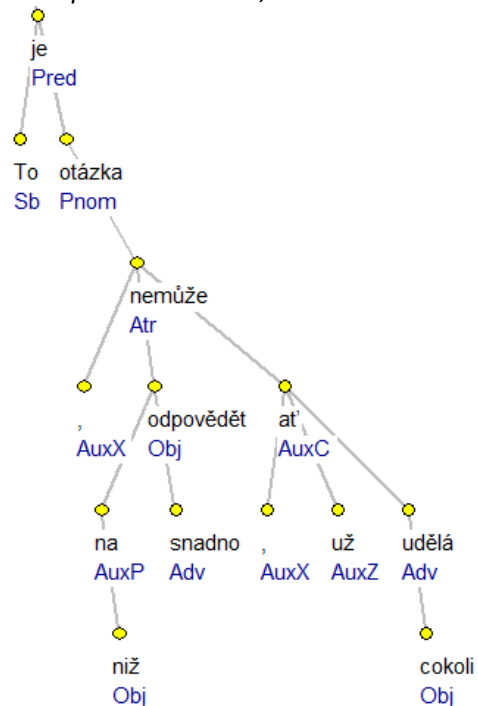 je
Pred
To otázka
Sb Pnom
nemůže
Atr
, odpovědět ať
AuxX Obj AuxC
na snadno , už udělá
AuxP Adv AuxX AuxZ Adv
niž cokoli
Obj Obj